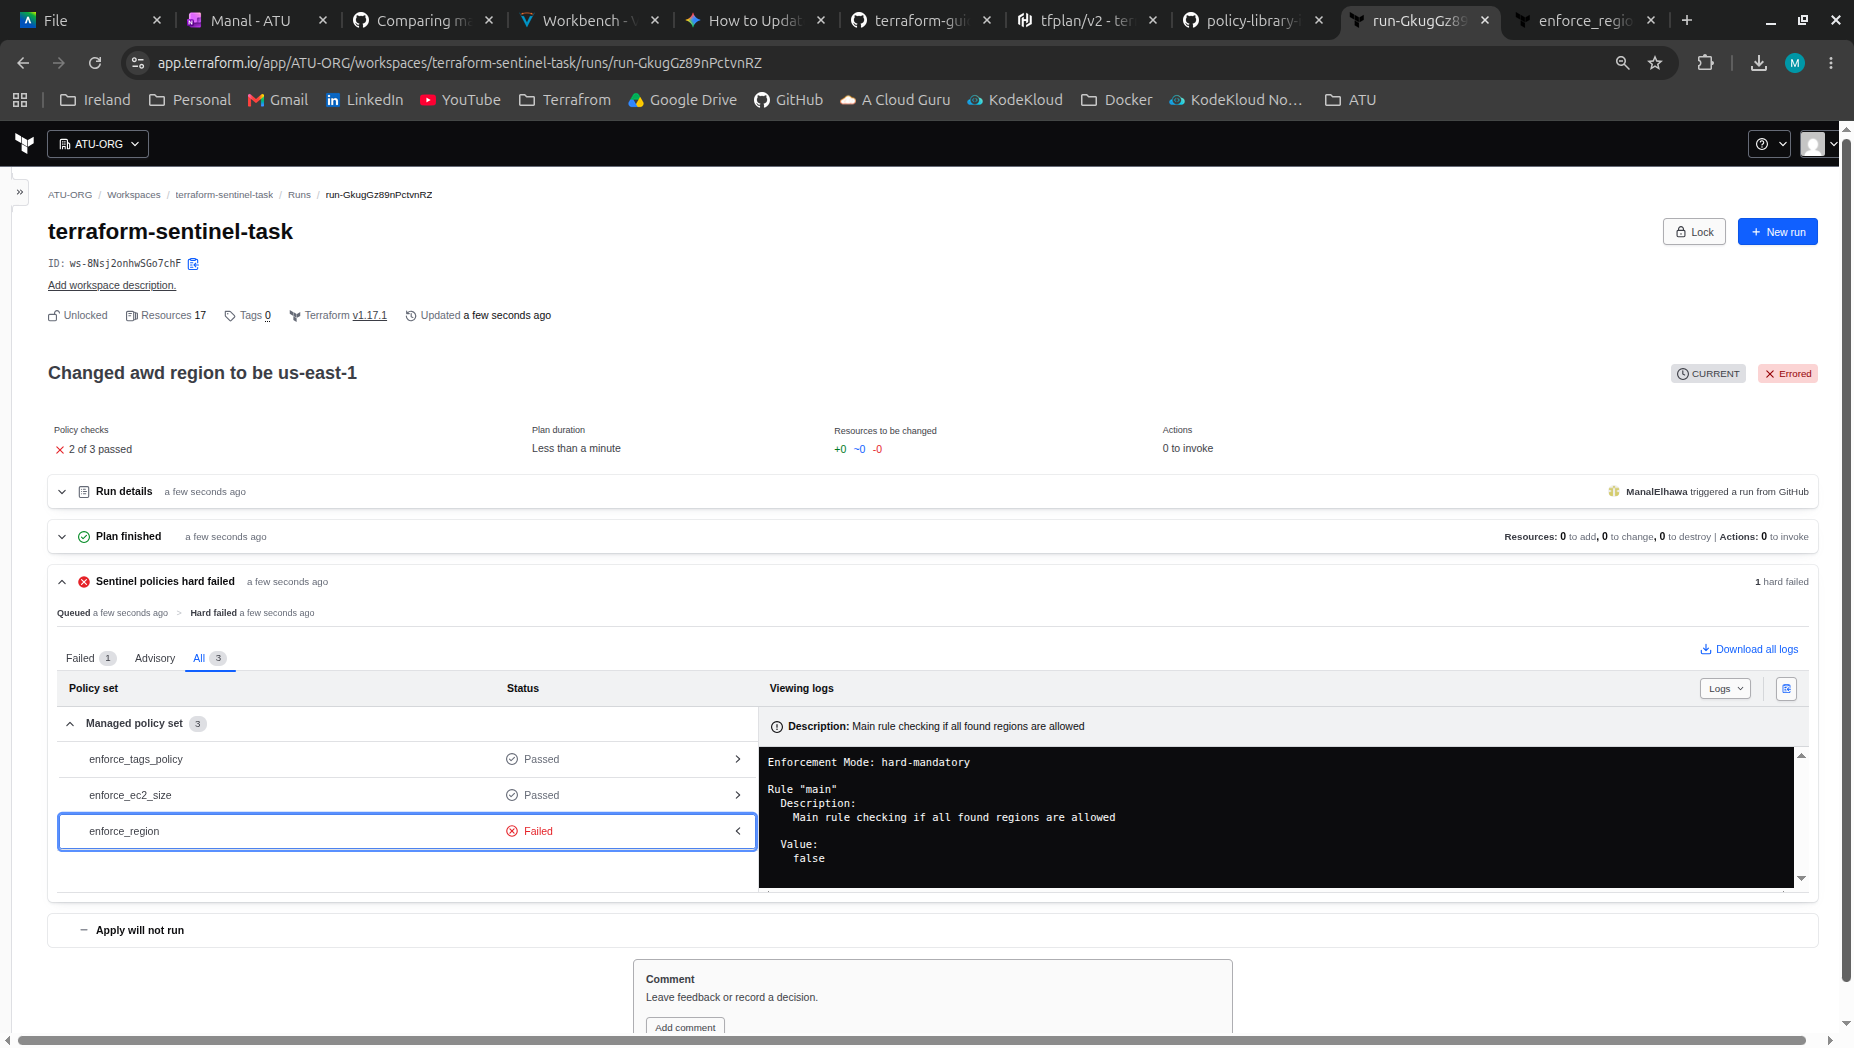 File
Manal - ATU
Comparing ma
Workbench - V
How to Updat
terraform-gui
tfplan/v2 - ter
policy-library-i
run-GkugGz89
enforce_regio
app.terraform.io/app/ATU-ORG/workspaces/terraform-sentinel-task/runs/run-GkugGz89nPctvnRZ
M
Ireland
Personal
Gmail
LinkedIn
YouTube
Terrafrom
Google Drive
GitHub
A Cloud Guru
KodeKloud
Docker
KodeKloud No...
ATU
ATU-ORG
ATU-ORG / Workspaces / terraform-sentinel-task / Runs / run-GkugGz89nPctvnRZ
terraform-sentinel-task
Lock
+ New run
ID: ws-8Nsj2onhwSGo7chF
Add workspace description.
Unlocked
Resources 17
Tags 0
Terraform v1.17.1
Updated a few seconds ago
Changed awd region to be us-east-1
CURRENT
Errored
Policy checks
2 of 3 passed
Plan duration
Less than a minute
Resources to be changed
+0 ~0 -0
Actions
0 to invoke
Run details a few seconds ago
ManalElhawa triggered a run from GitHub
Plan finished a few seconds ago
Resources: 0 to add, 0 to change, 0 to destroy | Actions: 0 to invoke
Sentinel policies hard failed a few seconds ago
1 hard failed
Queued a few seconds ago > Hard failed a few seconds ago
Failed 1
Advisory
All 3
Download all logs
Policy set
Status
Viewing logs
Logs
Managed policy set 3
Description: Main rule checking if all found regions are allowed
enforce_tags_policy
Passed
enforce_ec2_size
Passed
enforce_region
Failed
Enforcement Mode: hard-mandatory
Rule "main"
Description:
Main rule checking if all found regions are allowed
Value:
false
Apply will not run
Comment
Leave feedback or record a decision.
Add comment